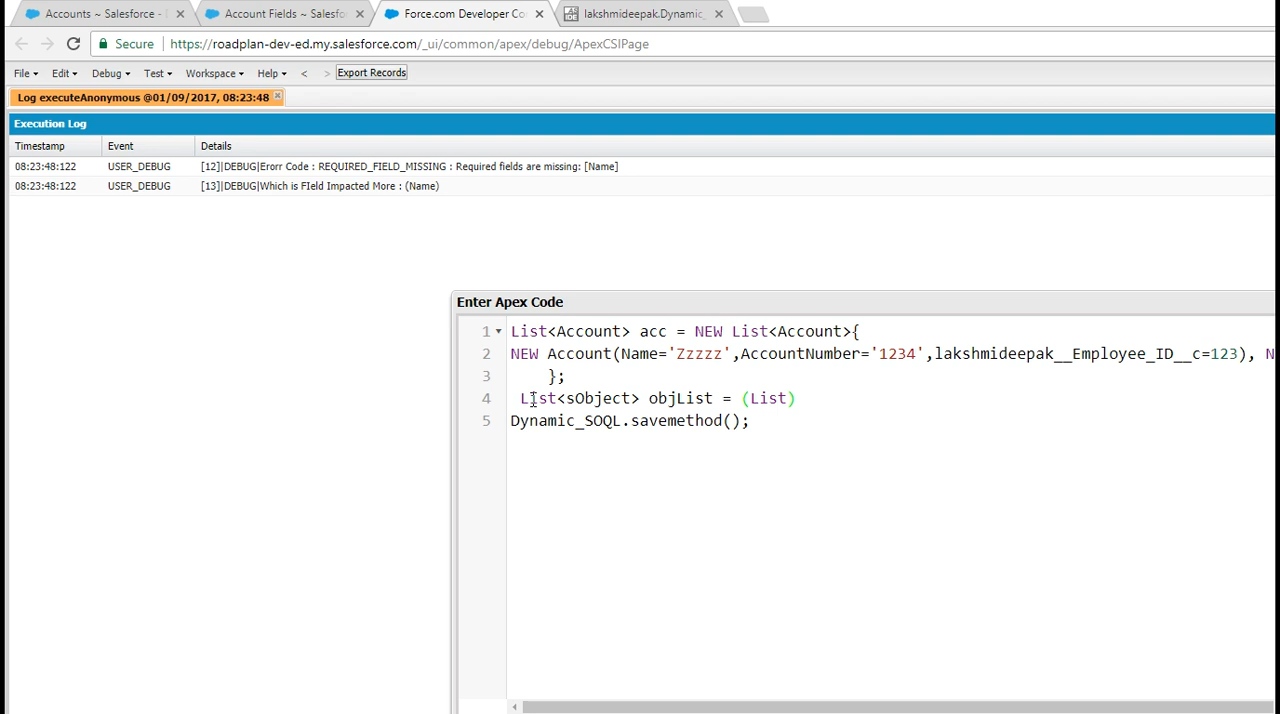 Accounts ~ Salesforce - Account Fields ~ Salesfo Force.com Developer Co lakshmideepak.Dynamic_
Secure https://roadplan-dev-ed.my.salesforce.com/_ui/common/apex/debug/ApexCSIPage
File Edit Debug Test Workspace Help < > Export Records
Log executeAnonymous @01/09/2017, 08:23:48
Execution Log
Timestamp Event Details
08:23:48:122 USER_DEBUG [12]|DEBUG|Erorr Code : REQUIRED_FIELD_MISSING : Required fields are missing: [Name]
08:23:48:122 USER_DEBUG [13]|DEBUG|Which is FIeld Impacted More : (Name)
Enter Apex Code
1 List<Account> acc = NEW List<Account>{
2 NEW Account(Name='Zzzzz',AccountNumber='1234',lakshmideepak__Employee_ID__c=123), N
3 };
4 List<sObject> objList = (List)
5 Dynamic_SOQL.savemethod();